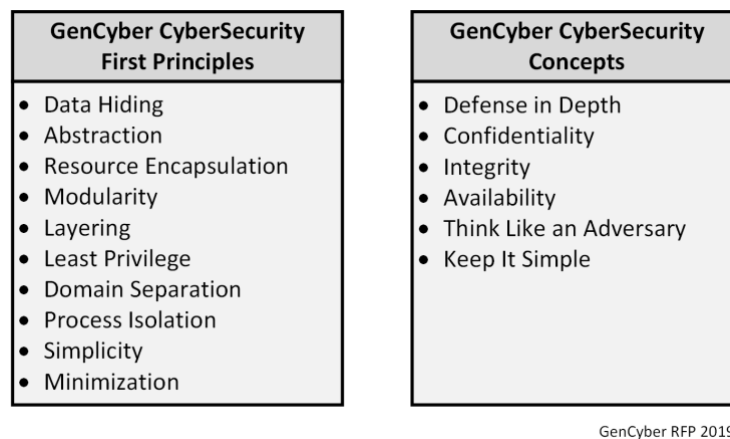 GenCyber CyberSecurity
First Principles
• Data Hiding
• Abstraction
• Resource Encapsulation
• Modularity
• Layering
• Least Privilege
• Domain Separation
• Process Isolation
• Simplicity
• Minimization
GenCyber CyberSecurity
Concepts
• Defense in Depth
• Confidentiality
• Integrity
• Availability
• Think Like an Adversary
• Keep It Simple
GenCyber RFP 2019